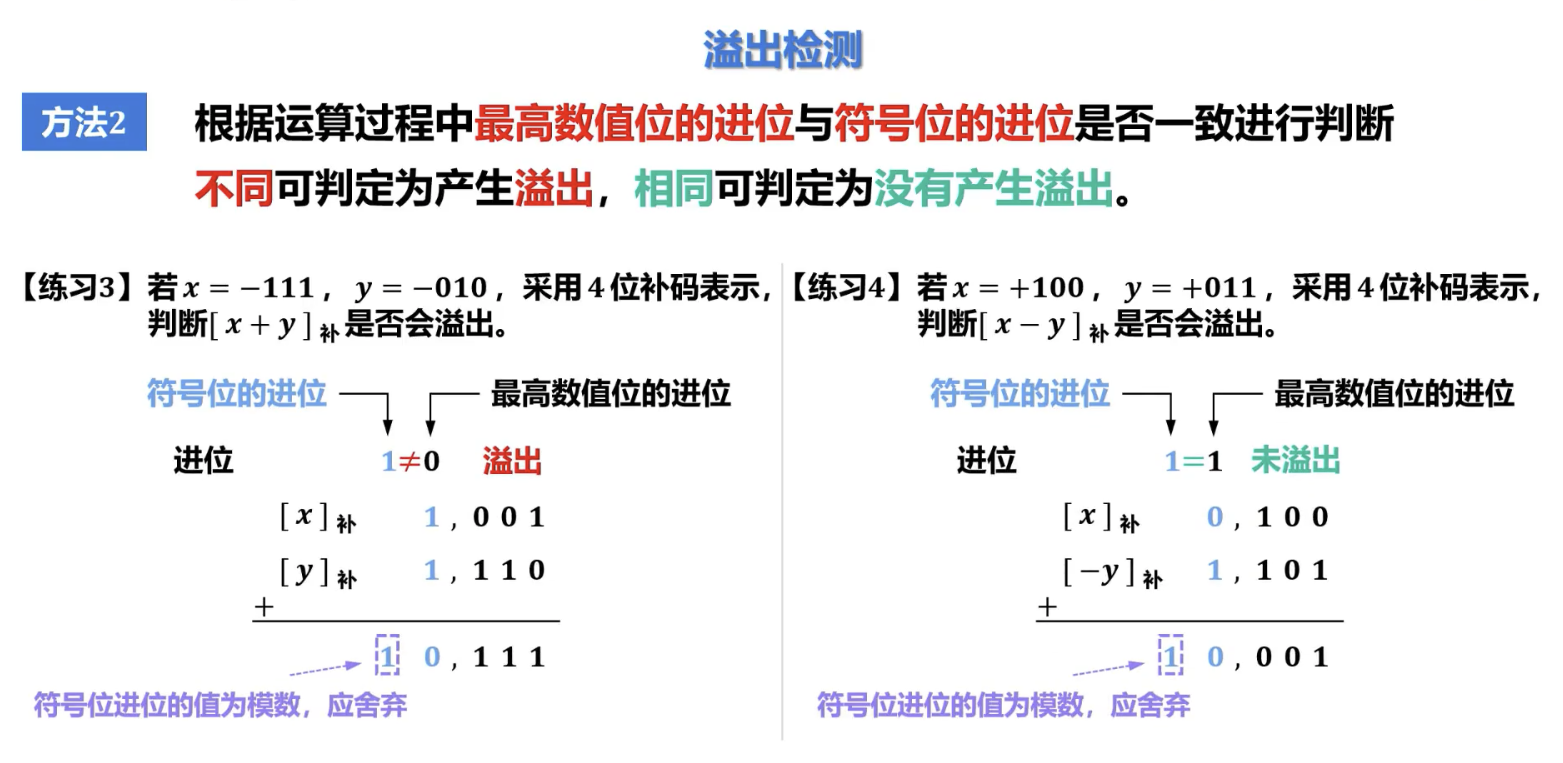 溢出检测
方法2
根据运算过程中最高数值位的进位与符号位的进位是否一致进行判断
不同可判定为产生溢出，相同可判定为没有产生溢出。
【练习3】若 x = −111， y = −010， 采用 4 位补码表示，
判断[ x + y ]补 是否会溢出。
符号位的进位
最高数值位的进位
进位 1≠0 溢出
[ x ]补 1 , 0 0 1
[ y ]补 1 , 1 1 0
+
1 0 , 1 1 1
符号位进位的值为模数，应舍弃
【练习4】若 x = +100， y = +011， 采用 4 位补码表示，
判断[ x − y ]补 是否会溢出。
符号位的进位
最高数值位的进位
进位 1=1 未溢出
[ x ]补 0 , 1 0 0
[ −y ]补 1 , 1 0 1
+
1 0 , 0 0 1
符号位进位的值为模数，应舍弃